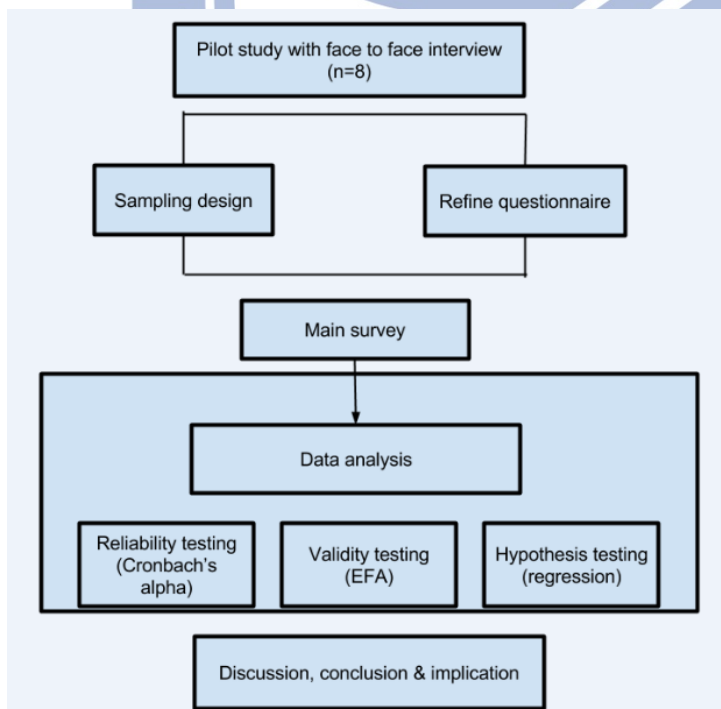 Pilot study with face to face interview
(n=8)
Sampling design
Refine questionnaire
Main survey
Data analysis
Reliability testing
(Cronbach's
alpha)
Validity testing
(EFA)
Hypothesis testing
(regression)
Discussion, conclusion & implication